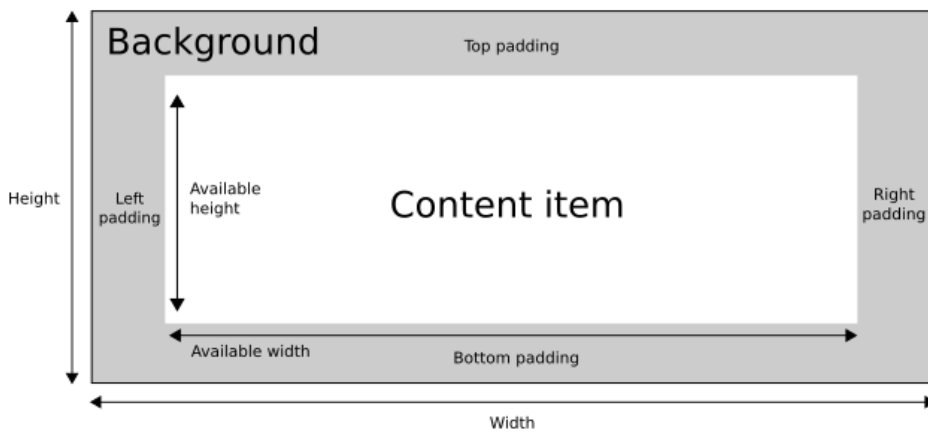 Background
Top padding
Available
height
Height
Left
padding
Content item
Right
padding
Available width
Bottom padding
Width